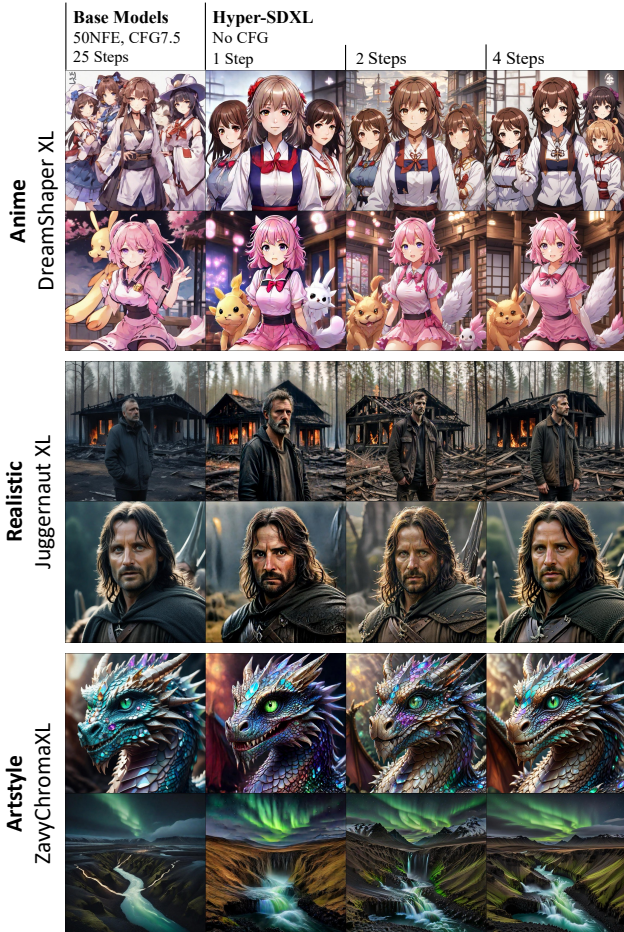 Base Models
50NFE, CFG7.5
25 Steps
Hyper-SDXL
No CFG
1 Step
2 Steps
4 Steps
Anime
DreamShaper XL
Realistic
Juggernaut XL
Artstyle
ZavyChromaXL